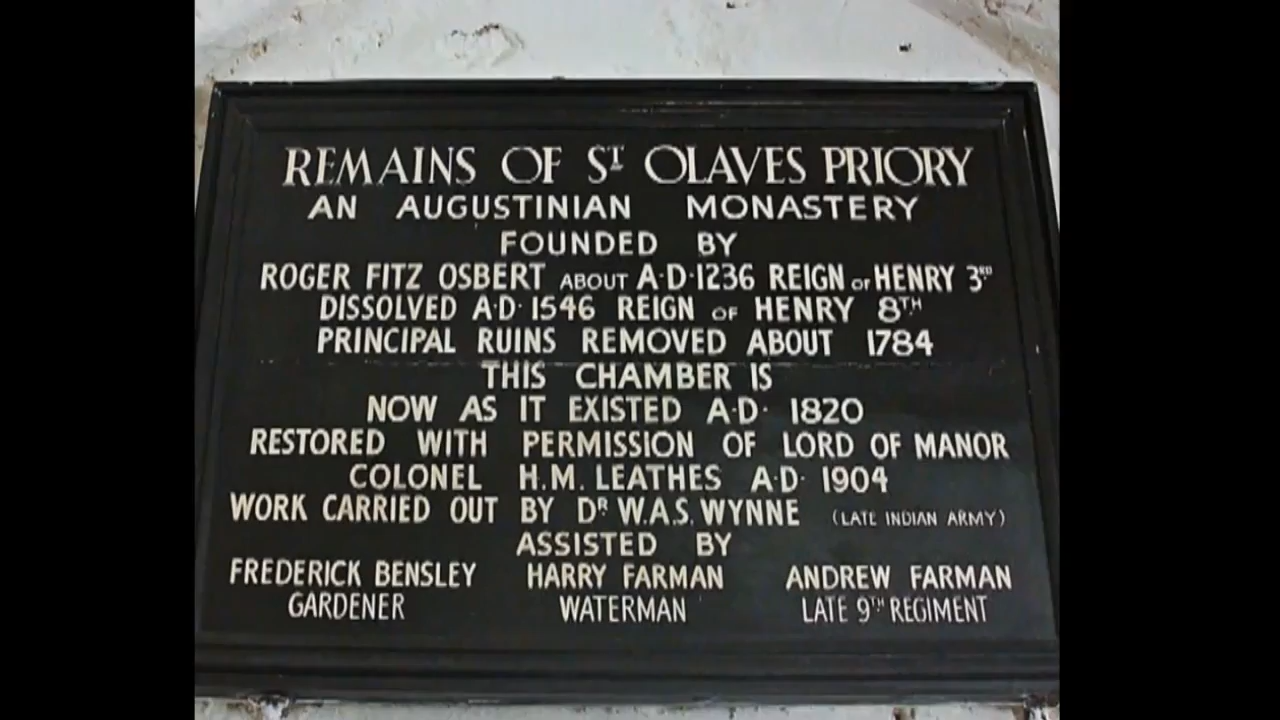 REMAINS OF ST OLAVES PRIORY
AN AUGUSTINIAN MONASTERY
FOUNDED BY
ROGER FITZ OSBERT ABOUT A·D·1236 REIGN OF HENRY 3RD
DISSOLVED A·D· 1546 REIGN OF HENRY 8TH
PRINCIPAL RUINS REMOVED ABOUT 1784
THIS CHAMBER IS
NOW AS IT EXISTED A·D· 1820
RESTORED WITH PERMISSION OF LORD OF MANOR
COLONEL H.M. LEATHES A·D· 1904
WORK CARRIED OUT BY DR W.A.S. WYNNE (LATE INDIAN ARMY)
ASSISTED BY
FREDERICK BENSLEY HARRY FARMAN ANDREW FARMAN
GARDENER WATERMAN LATE 9TH REGIMENT